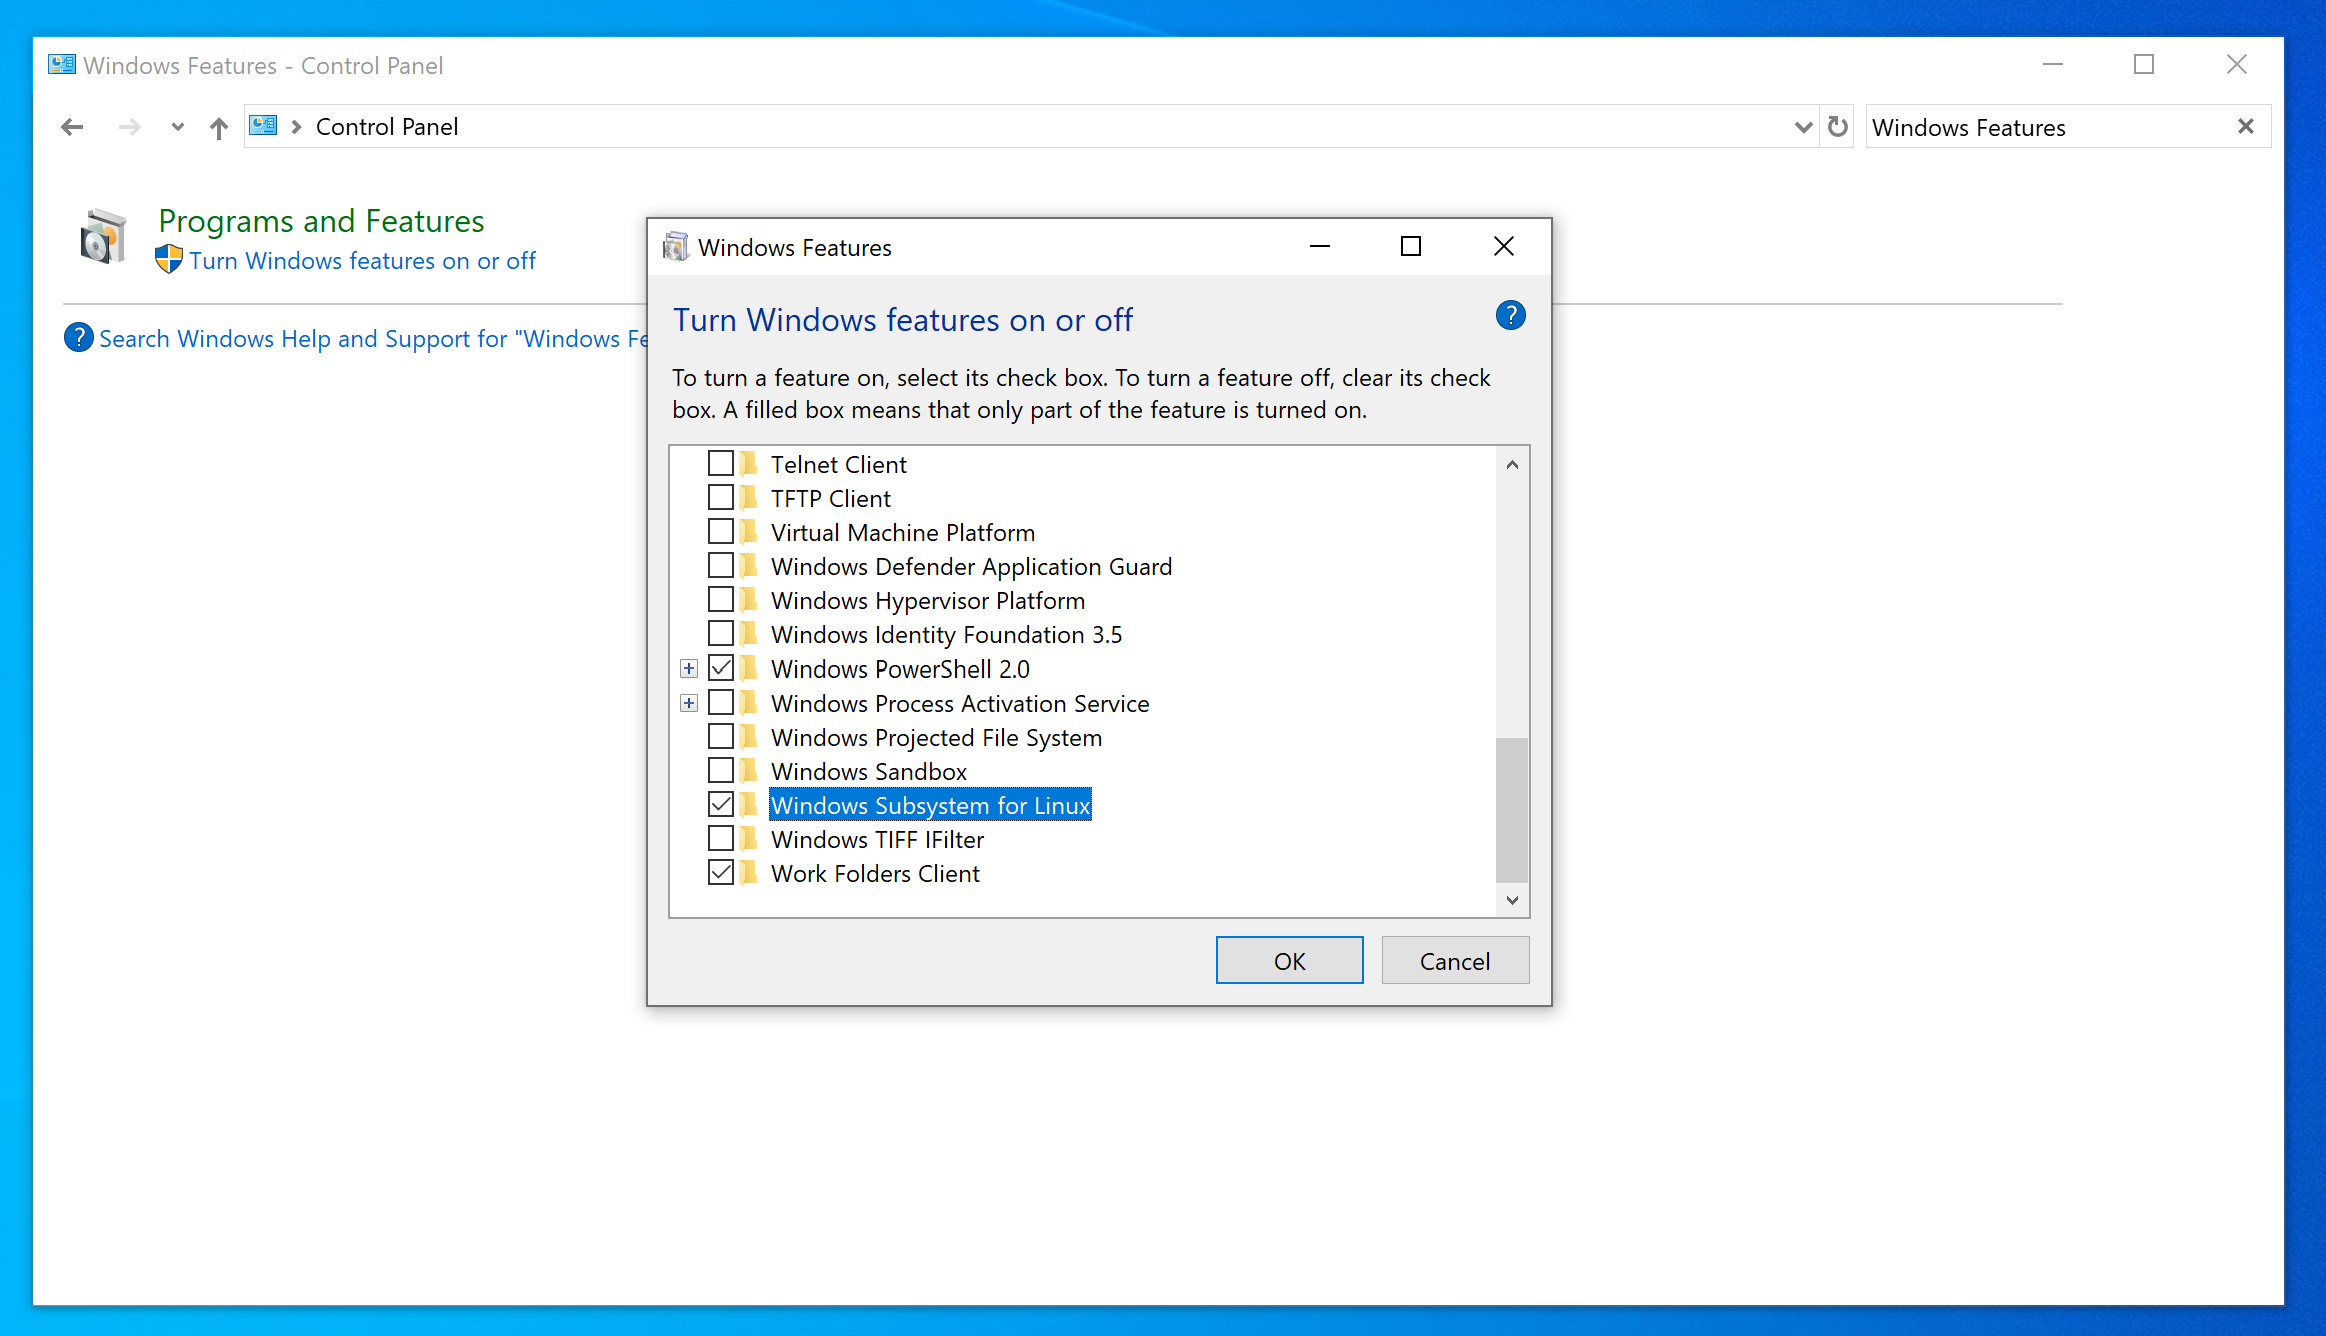 Windows Features - Control Panel
Control Panel
Windows Features
Programs and Features
Turn Windows features on or off
Search Windows Help and Support for "Windows Fe
Windows Features
Turn Windows features on or off
To turn a feature on, select its check box. To turn a feature off, clear its check
box. A filled box means that only part of the feature is turned on.
Telnet Client
TFTP Client
Virtual Machine Platform
Windows Defender Application Guard
Windows Hypervisor Platform
Windows Identity Foundation 3.5
Windows PowerShell 2.0
Windows Process Activation Service
Windows Projected File System
Windows Sandbox
Windows Subsystem for Linux
Windows TIFF IFilter
Work Folders Client
OK
Cancel